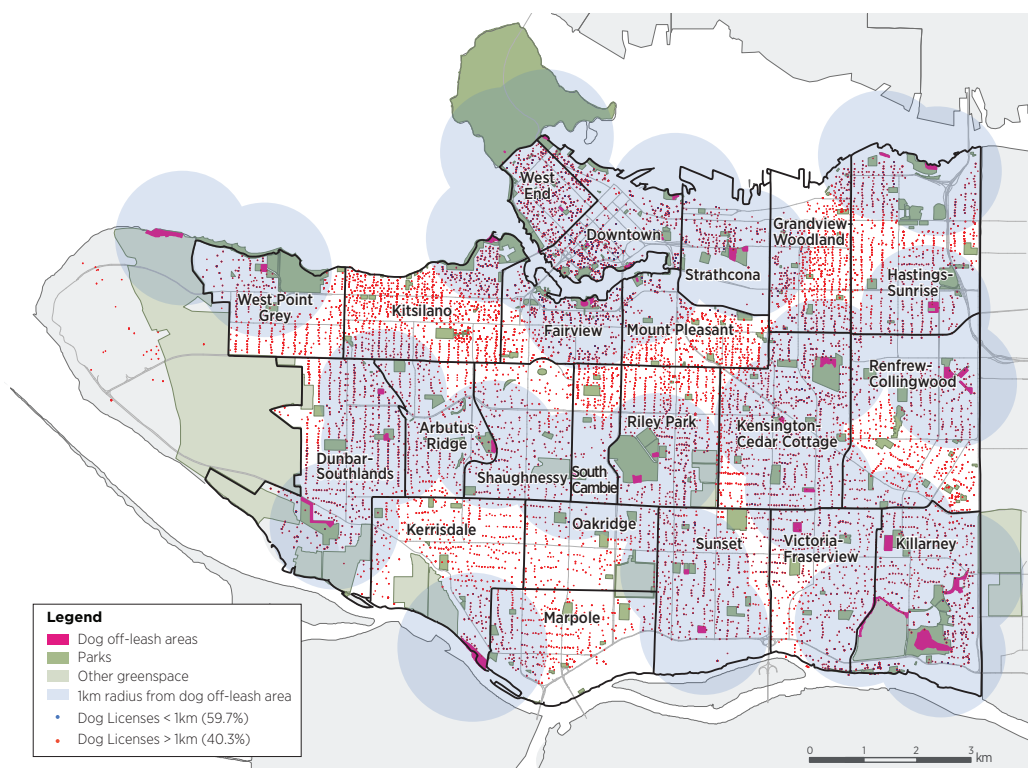 West
End
Downtown
Grandview-
Woodland
Strathcona
Hastings-
Sunrise
West Point
Grey
Kitsilano
Fairview
Mount Pleasant
Renfrew-
Collingwood
Arbutus
Ridge
Riley Park
Kensington-
Cedar Cottage
Dunbar-
Southlands
Shaughnessy
South
Cambie
Kerrisdale
Oakridge
Sunset
Victoria-
Fraserview
Killarney
Marpole
Legend
Dog off-leash areas
Parks
Other greenspace
1km radius from dog off-leash area
Dog Licenses < 1km (59.7%)
Dog Licenses > 1km (40.3%)
0 1 2 3 km